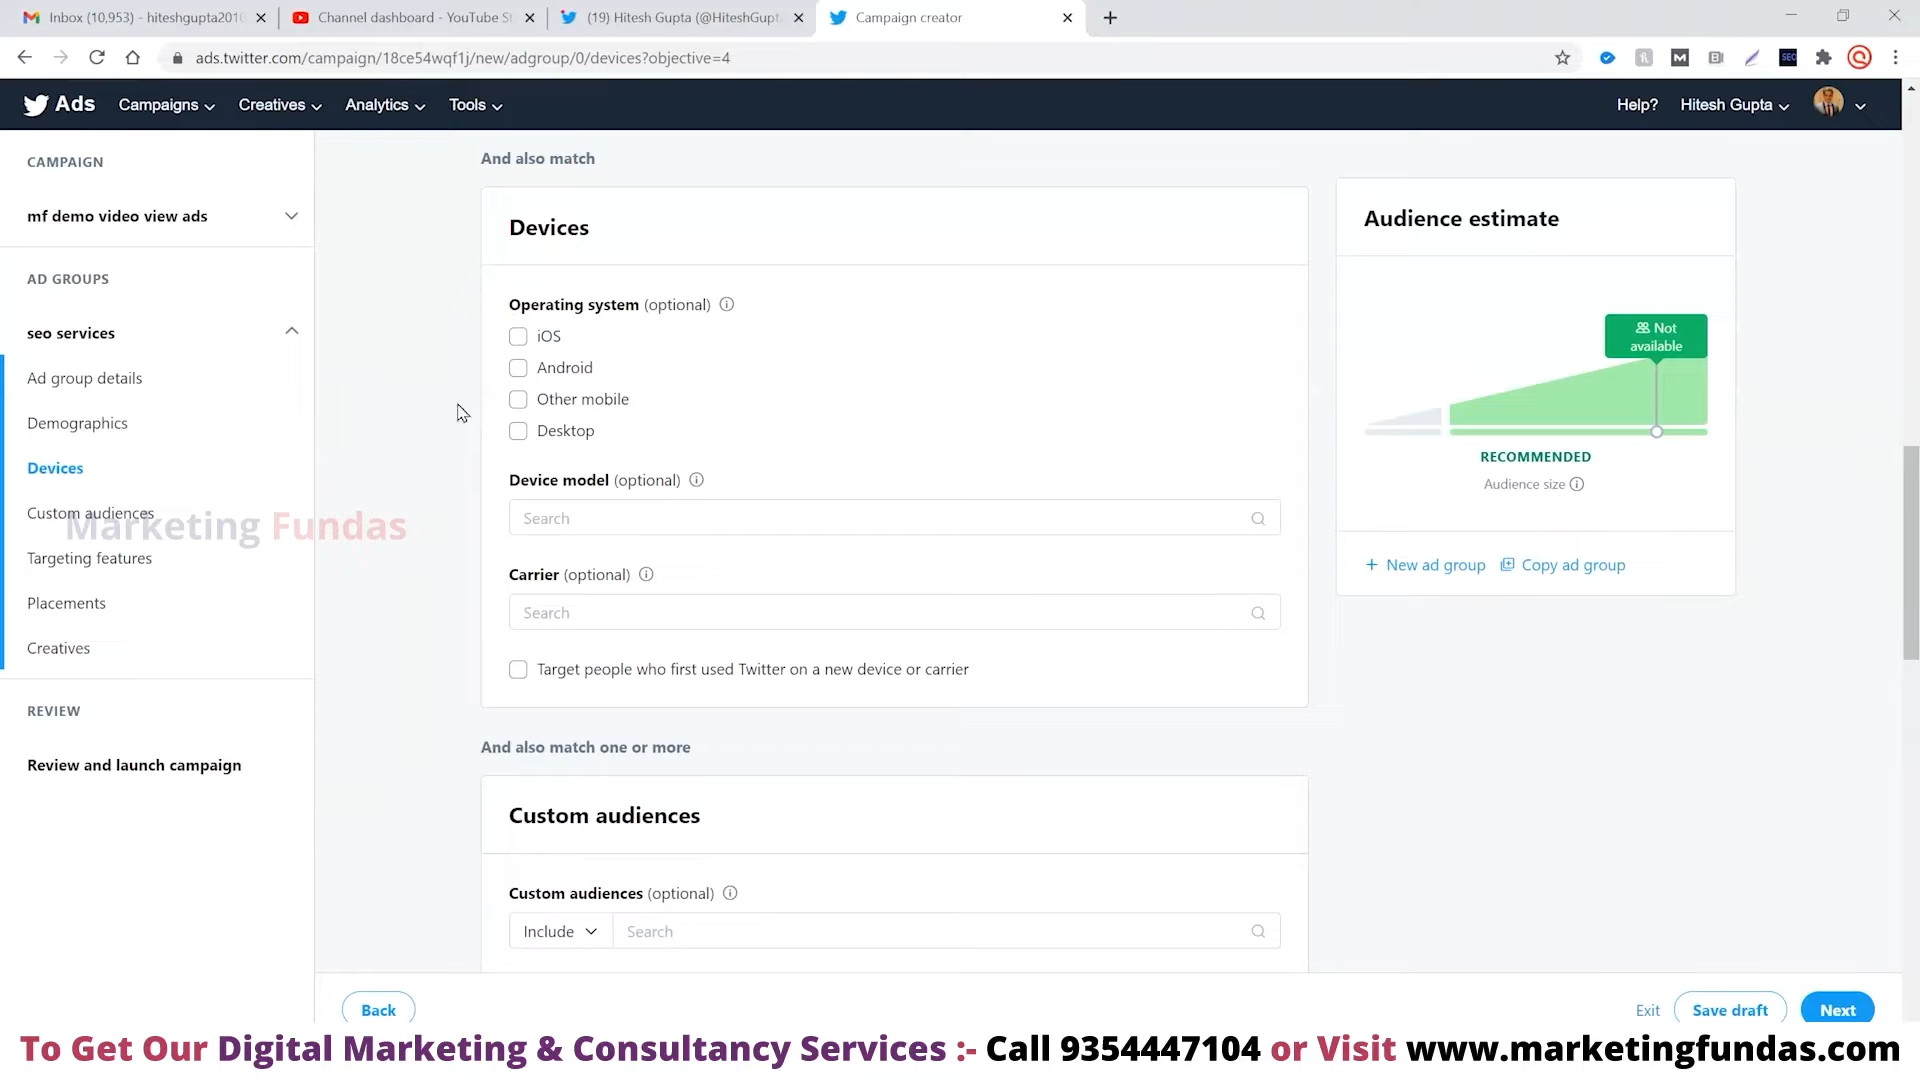 Inbox (10,953) - hiteshgupta2010
Channel dashboard - YouTube St
(19) Hitesh Gupta (@HiteshGupt
Campaign creator
ads.twitter.com/campaign/18ce54wqf1j/new/adgroup/0/devices?objective=4
Ads Campaigns Creatives Analytics Tools Help? Hitesh Gupta
CAMPAIGN
mf demo video view ads
AD GROUPS
seo services
Ad group details
Demographics
Devices
Custom audiences
Marketing Fundas
Targeting features
Placements
Creatives
REVIEW
Review and launch campaign
And also match
Devices
Operating system (optional)
iOS
Android
Other mobile
Desktop
Device model (optional)
Search
Carrier (optional)
Search
Target people who first used Twitter on a new device or carrier
And also match one or more
Custom audiences
Custom audiences (optional)
Include Search
Audience estimate
Not
available
RECOMMENDED
Audience size
+ New ad group Copy ad group
Back Exit Save draft Next
To Get Our Digital Marketing & Consultancy Services :- Call 9354447104 or Visit www.marketingfundas.com